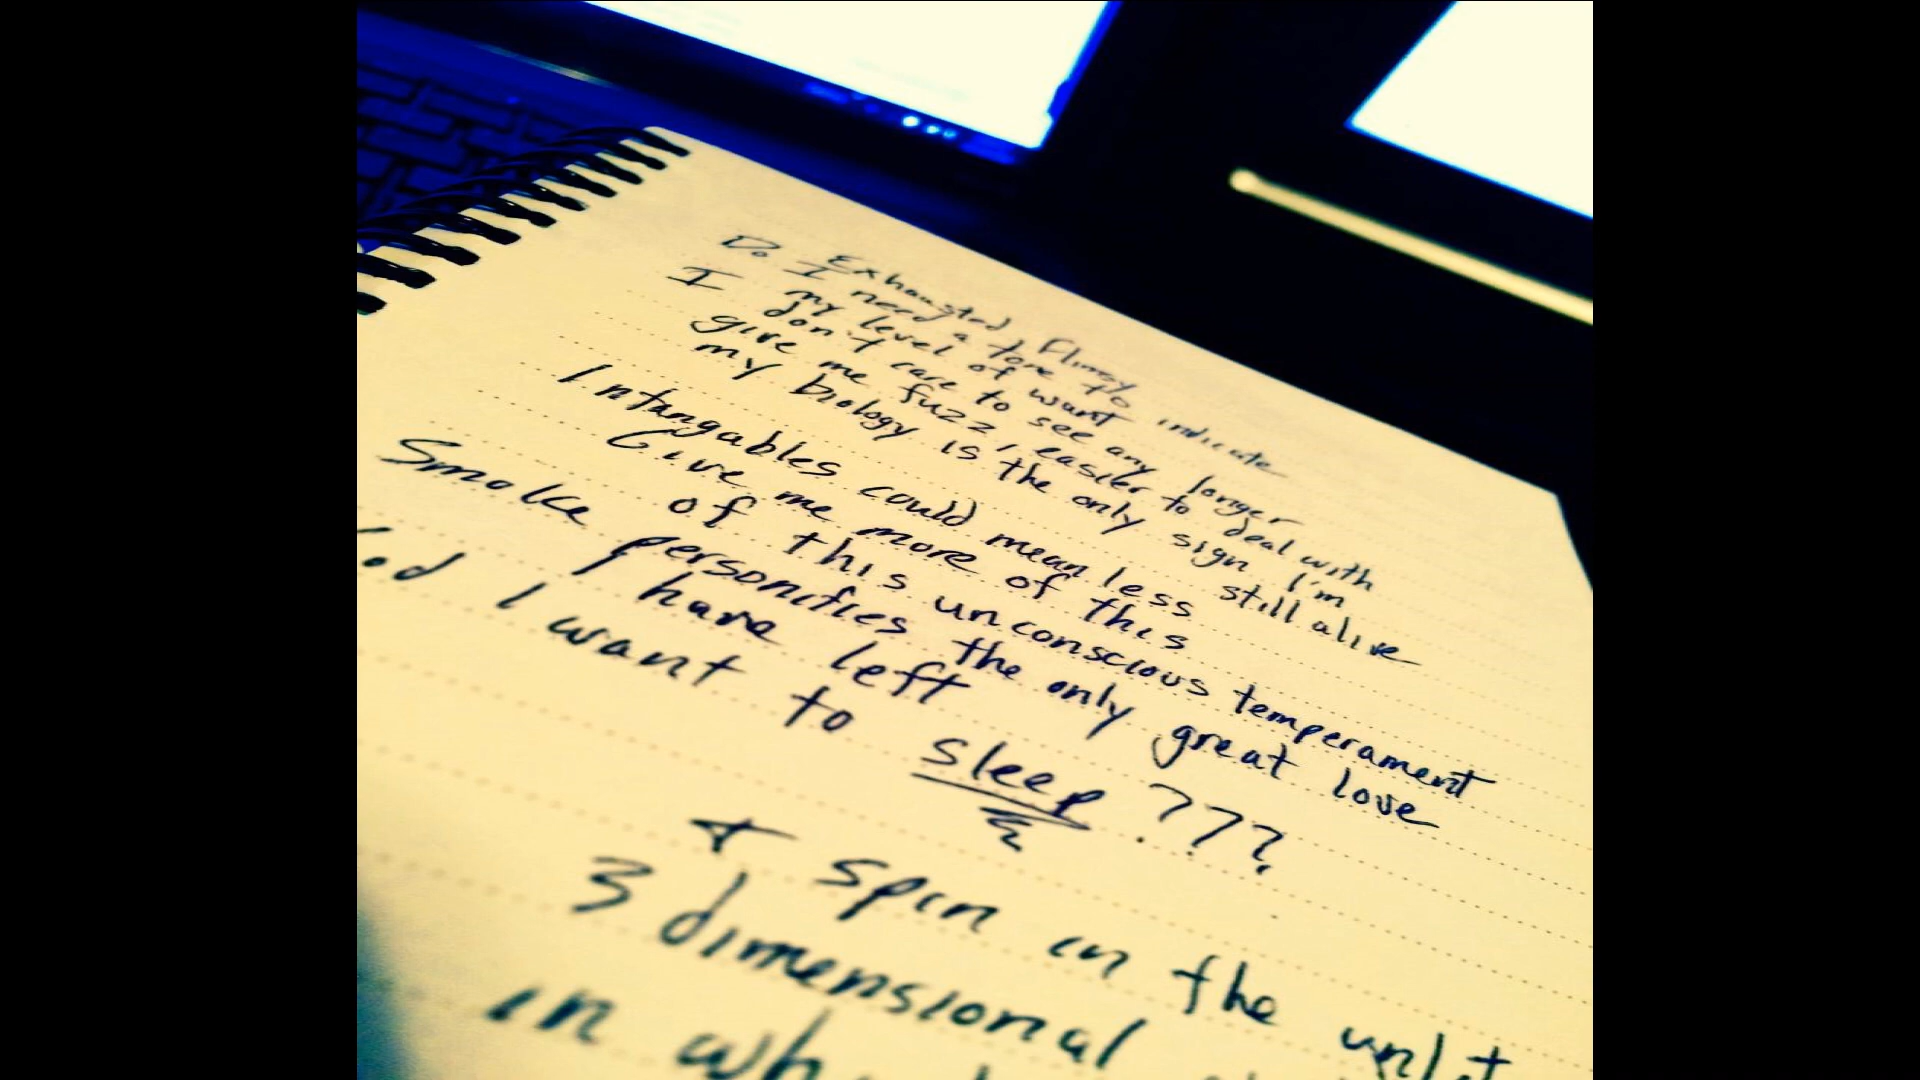 Exhausted Flimsy
Do I need a tone to indicate
my level of want
I don't care to see any longer
give me fuzz, easier to deal with
my biology is the only sign I'm still alive
Intangables could mean less
Give me more of this
of this unconscious temperament
Smoke personifies the only great love
I have left
God I want to sleep???
& spin in the unlit
3 dimensional
in